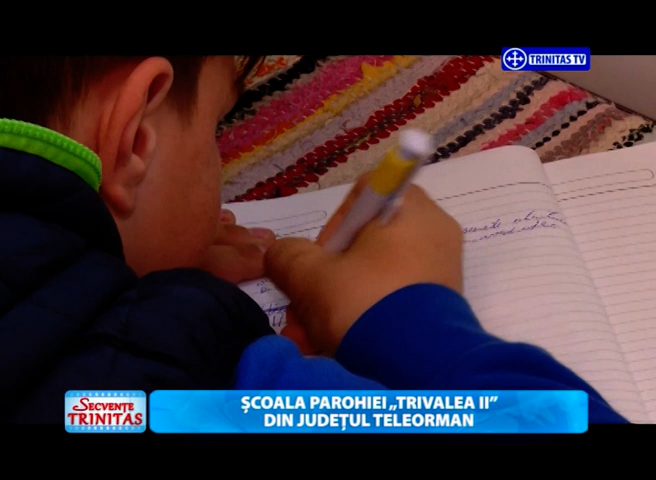 TRINITAS TV
SECVENȚE
TRINITAS
ȘCOALA PAROHIEI „TRIVALEA II”
DIN JUDEȚUL TELEORMAN